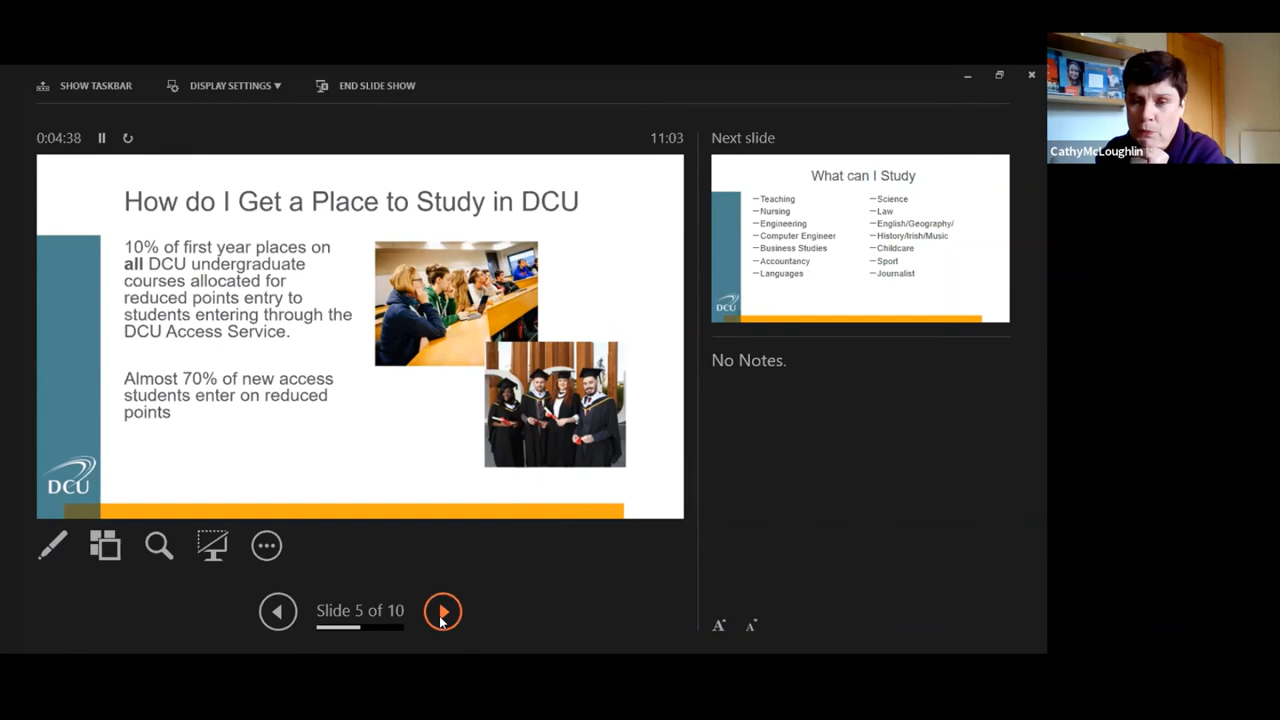 SHOW TASKBAR
DISPLAY SETTINGS ▼
END SLIDE SHOW
0:04:38
11:03
Next slide
CathyMcLoughlin
How do I Get a Place to Study in DCU
10% of first year places on
all DCU undergraduate
courses allocated for
reduced points entry to
students entering through the
DCU Access Service.
Almost 70% of new access
students enter on reduced
points
DCU
What can I Study
–Teaching
–Nursing
–Engineering
–Computer Engineer
–Business Studies
–Accountancy
–Languages
–Science
–Law
–English/Geography/
–History/Irish/Music
–Childcare
–Sport
–Journalist
DCU
No Notes.
Slide 5 of 10
A
A